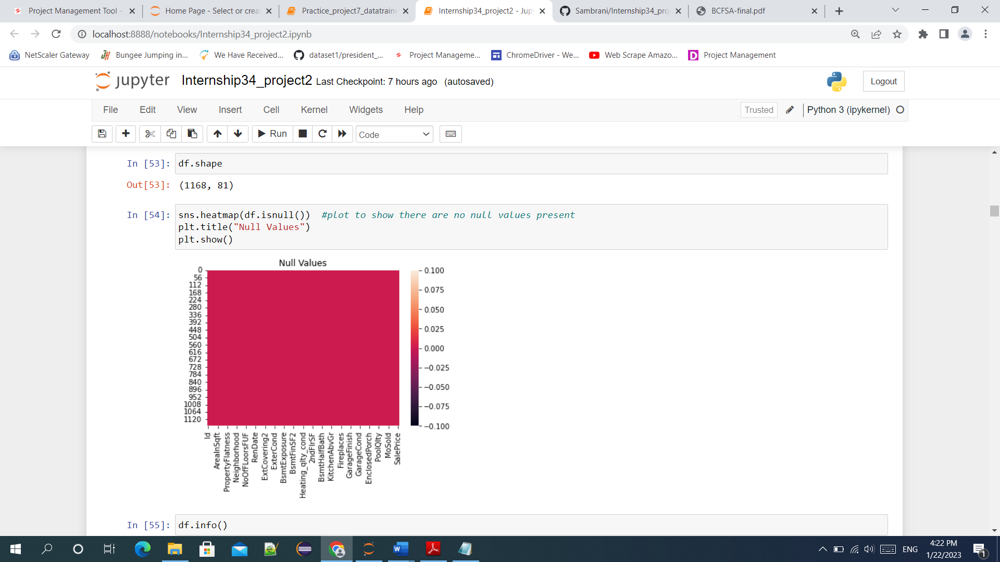 Project Management Tool -
Home Page - Select or crea
Practice_project7_datatraine
Internship34_project2 - Jup
Sambrani/Internship34_pro
BCFSA-final.pdf
localhost:8888/notebooks/Internship34_project2.ipynb
NetScaler Gateway
Bungee Jumping in...
We Have Received...
dataset1/president_...
Project Manageme...
ChromeDriver - We...
Web Scrape Amazo...
Project Management
jupyter Internship34_project2 Last Checkpoint: 7 hours ago (autosaved)
Logout
File Edit View Insert Cell Kernel Widgets Help
Trusted
Python 3 (ipykernel)
Run
Code
In [53]: df.shape
Out[53]: (1168, 81)
In [54]: sns.heatmap(df.isnull())  #plot to show there are no null values present
plt.title("Null Values")
plt.show()
Null Values
0
56
112
168
224
280
336
392
448
504
560
616
672
728
784
840
896
952
1008
1064
1120
0.100
0.075
0.050
0.025
0.000
−0.025
−0.050
−0.075
−0.100
Id
AreaInSqft
PropertyFlatness
Neighborhood
NoOfFLoorsFUF
RenDate
ExtCovering2
ExterCond
BsmtExposure
BsmtFinSF2
Heating_qlty_cond
2ndFlrSF
BsmtHalfBath
KitchenAbvGr
Fireplaces
GarageFinish
GarageCond
EnclosedPorch
PoolQlty
MoSold
SalePrice
In [55]: df.info()
ENG
4:22 PM
1/22/2023
1